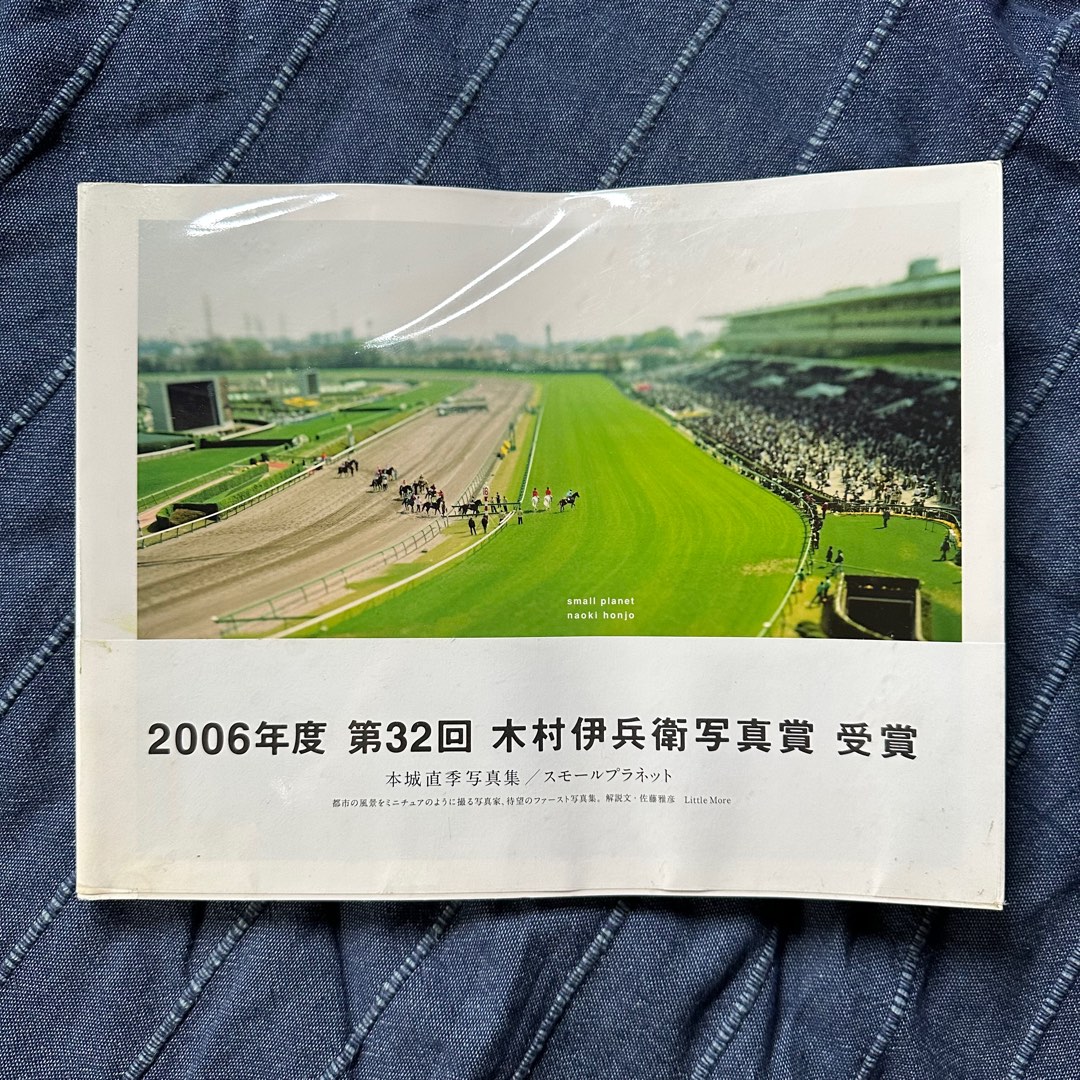 small planet
naoki honjo
2006年度 第32回 木村伊兵衛写真賞 受賞
本城直季写真集／スモールプラネット
都市の風景をミニチュアのように撮る写真家、待望のファースト写真集。 解説文・佐藤雅彦 Little More